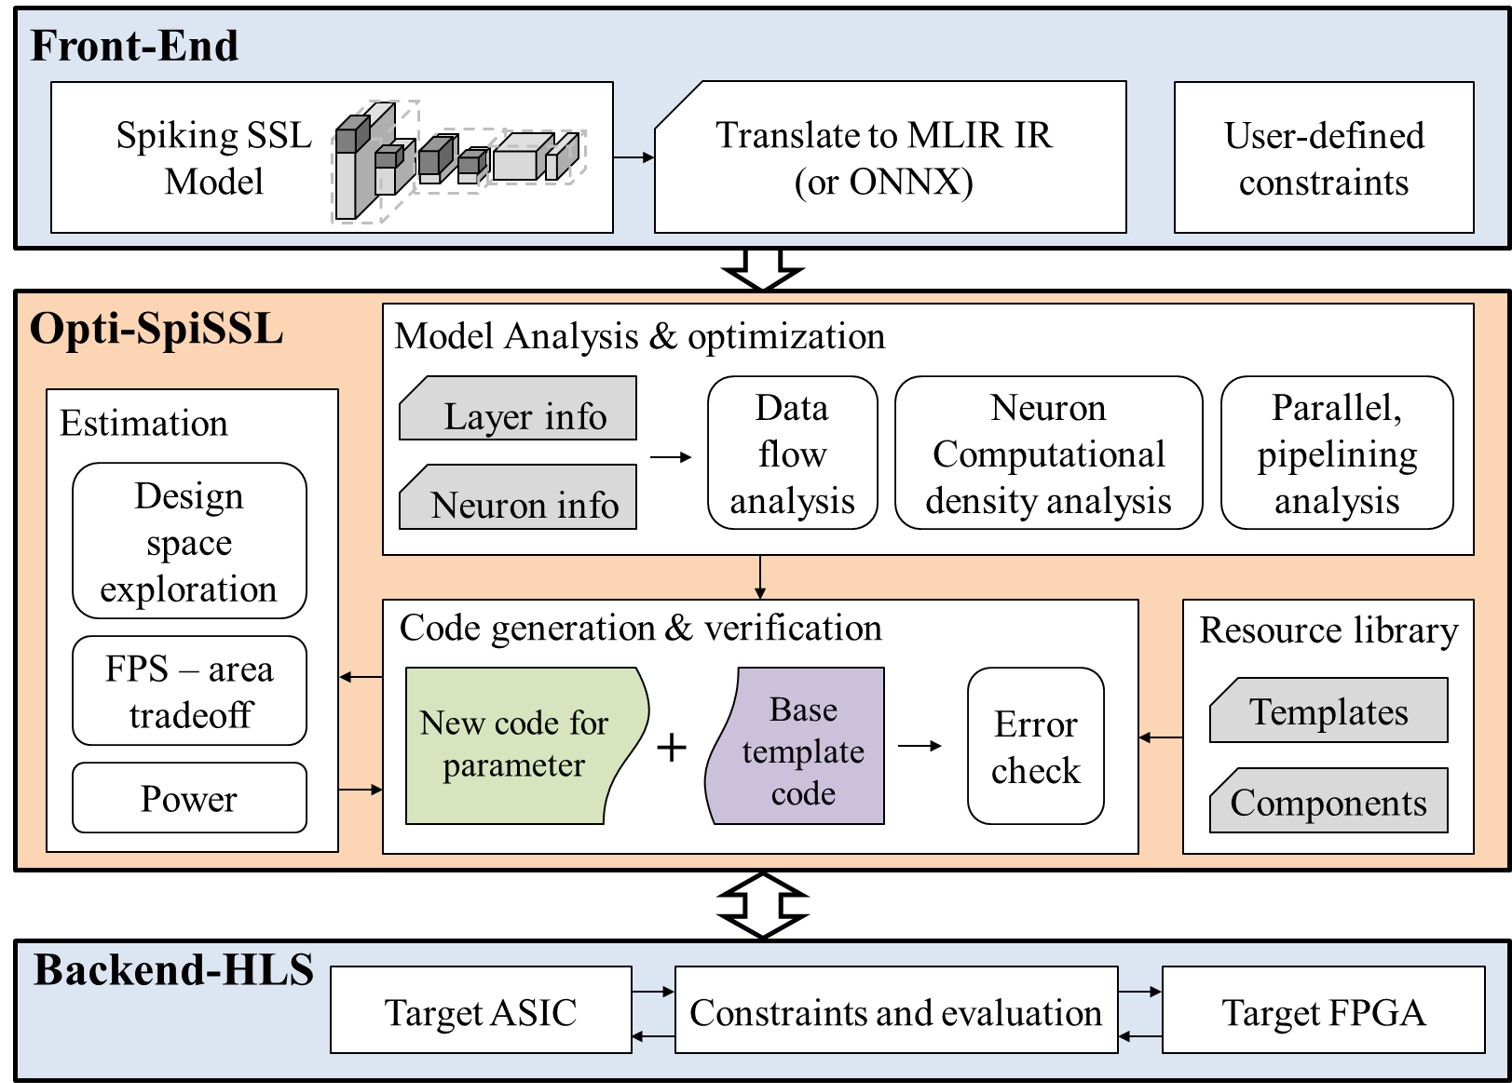 Front-End
Spiking SSL
Model
Translate to MLIR IR
(or ONNX)
User-defined
constraints
Opti-SpiSSL
Model Analysis & optimization
Layer info
Neuron info
Data
flow
analysis
Neuron
Computational
density analysis
Parallel,
pipelining
analysis
Estimation
Design
space
exploration
FPS – area
tradeoff
Power
Code generation & verification
New code for
parameter
+
Base
template
code
Error
check
Resource library
Templates
Components
Backend-HLS
Target ASIC
Constraints and evaluation
Target FPGA